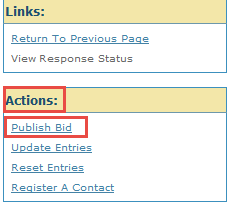 Links:
Return To Previous Page
View Response Status
Actions:
Publish Bid
Update Entries
Reset Entries
Register A Contact